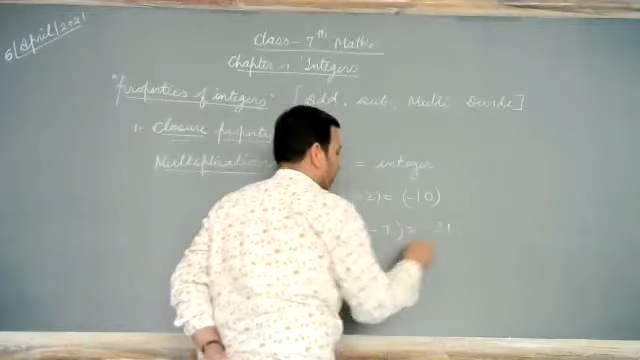 6/April/2021
Class - 7th Maths
Chapter - 1 Integers
"Properties of integers" [Add, sub, Multi Divide]
1. Closure property
Multiplication = integer
2) = (-10)
- 7) = 21